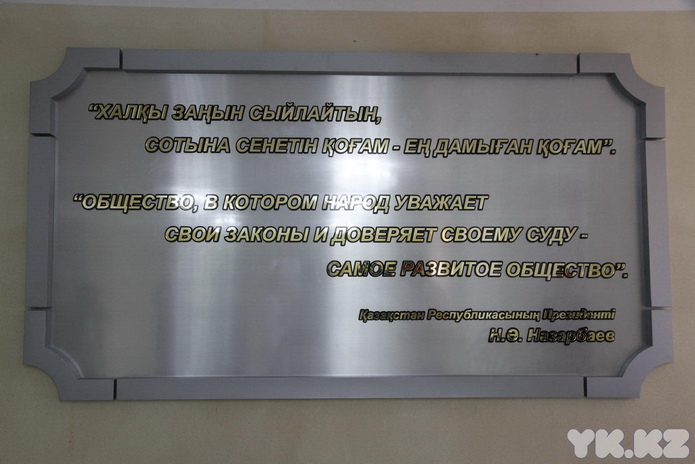 “ХАЛҚЫ ЗАҢЫН СЫЙЛАЙТЫН,
СОТЫНА СЕНЕТІН ҚОҒАМ - ЕҢ ДАМЫҒАН ҚОҒАМ”.
“ОБЩЕСТВО, В КОТОРОМ НАРОД УВАЖАЕТ
СВОИ ЗАКОНЫ И ДОВЕРЯЕТ СВОЕМУ СУДУ -
САМОЕ РАЗВИТОЕ ОБЩЕСТВО”.
Қазақстан Республикасының Президенті
Н.Ә. Назарбаев
YK.KZ